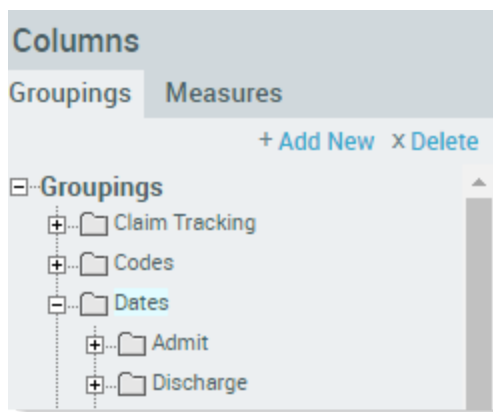 Columns
Groupings Measures
+ Add New x Delete
Groupings
Claim Tracking
Codes
Dates
Admit
Discharge